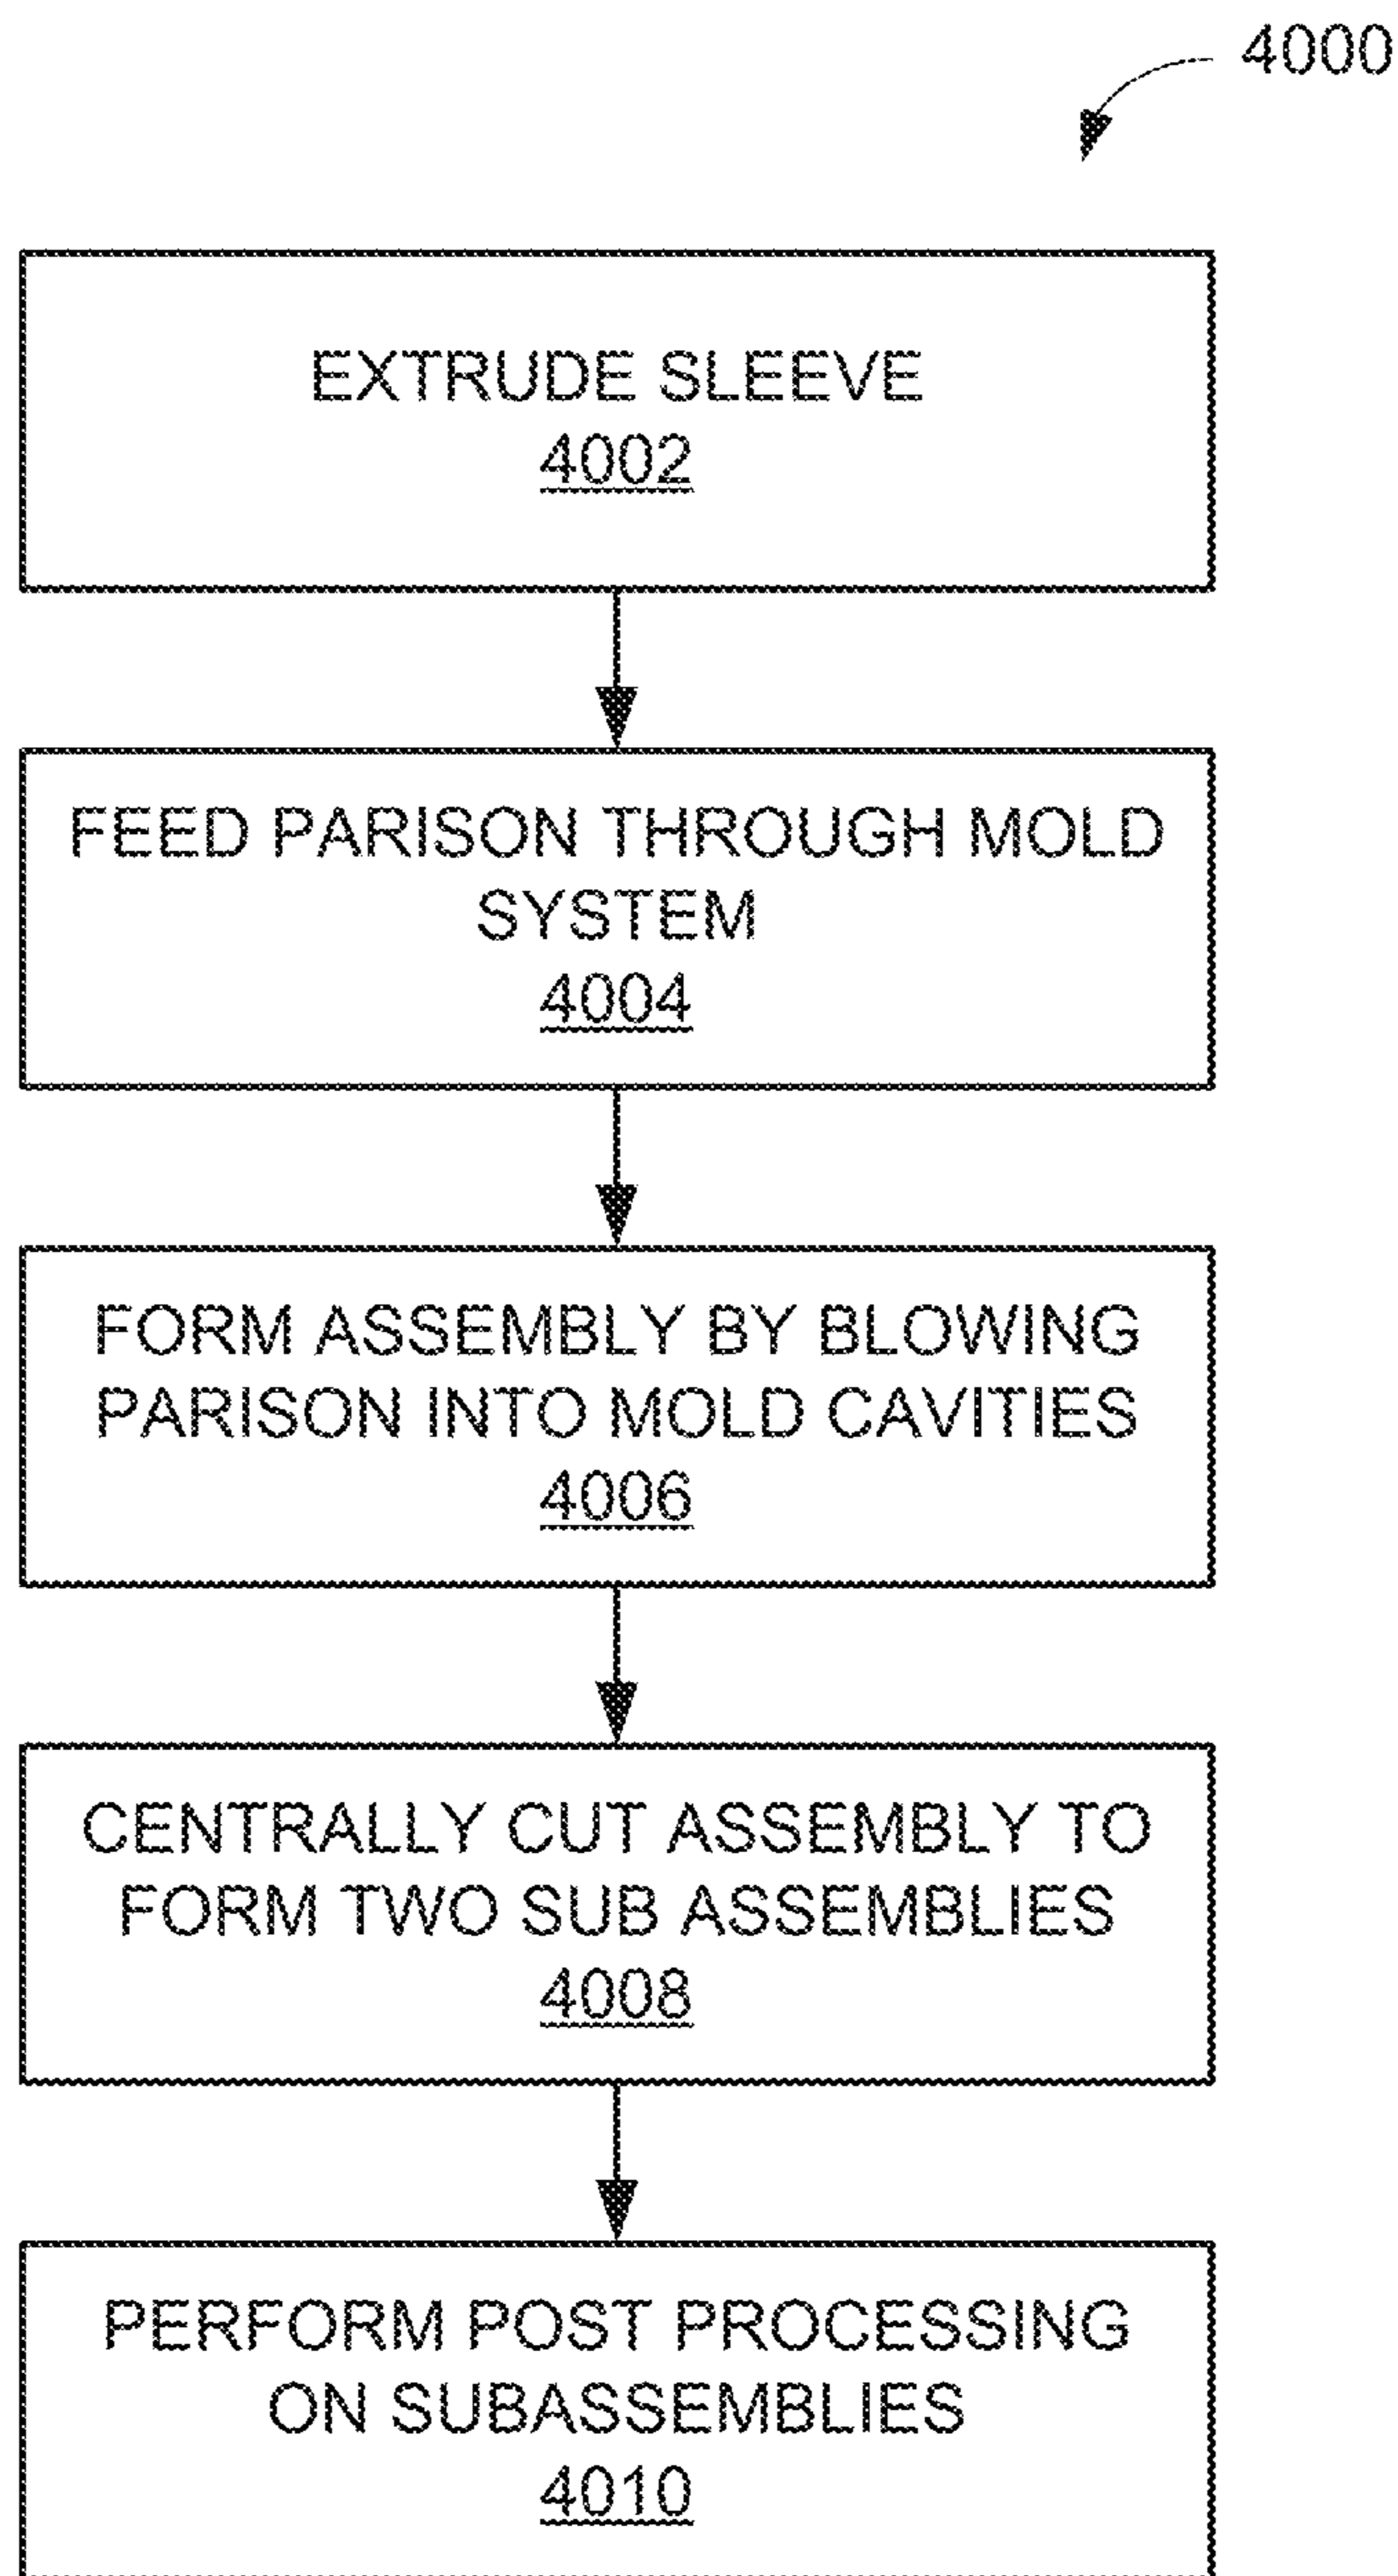 4000
EXTRUDE SLEEVE
4002
FEED PARISON THROUGH MOLD
SYSTEM
4004
FORM ASSEMBLY BY BLOWING
PARISON INTO MOLD CAVITIES
4006
CENTRALLY CUT ASSEMBLY TO
FORM TWO SUB ASSEMBLIES
4008
PERFORM POST PROCESSING
ON SUBASSEMBLIES
4010